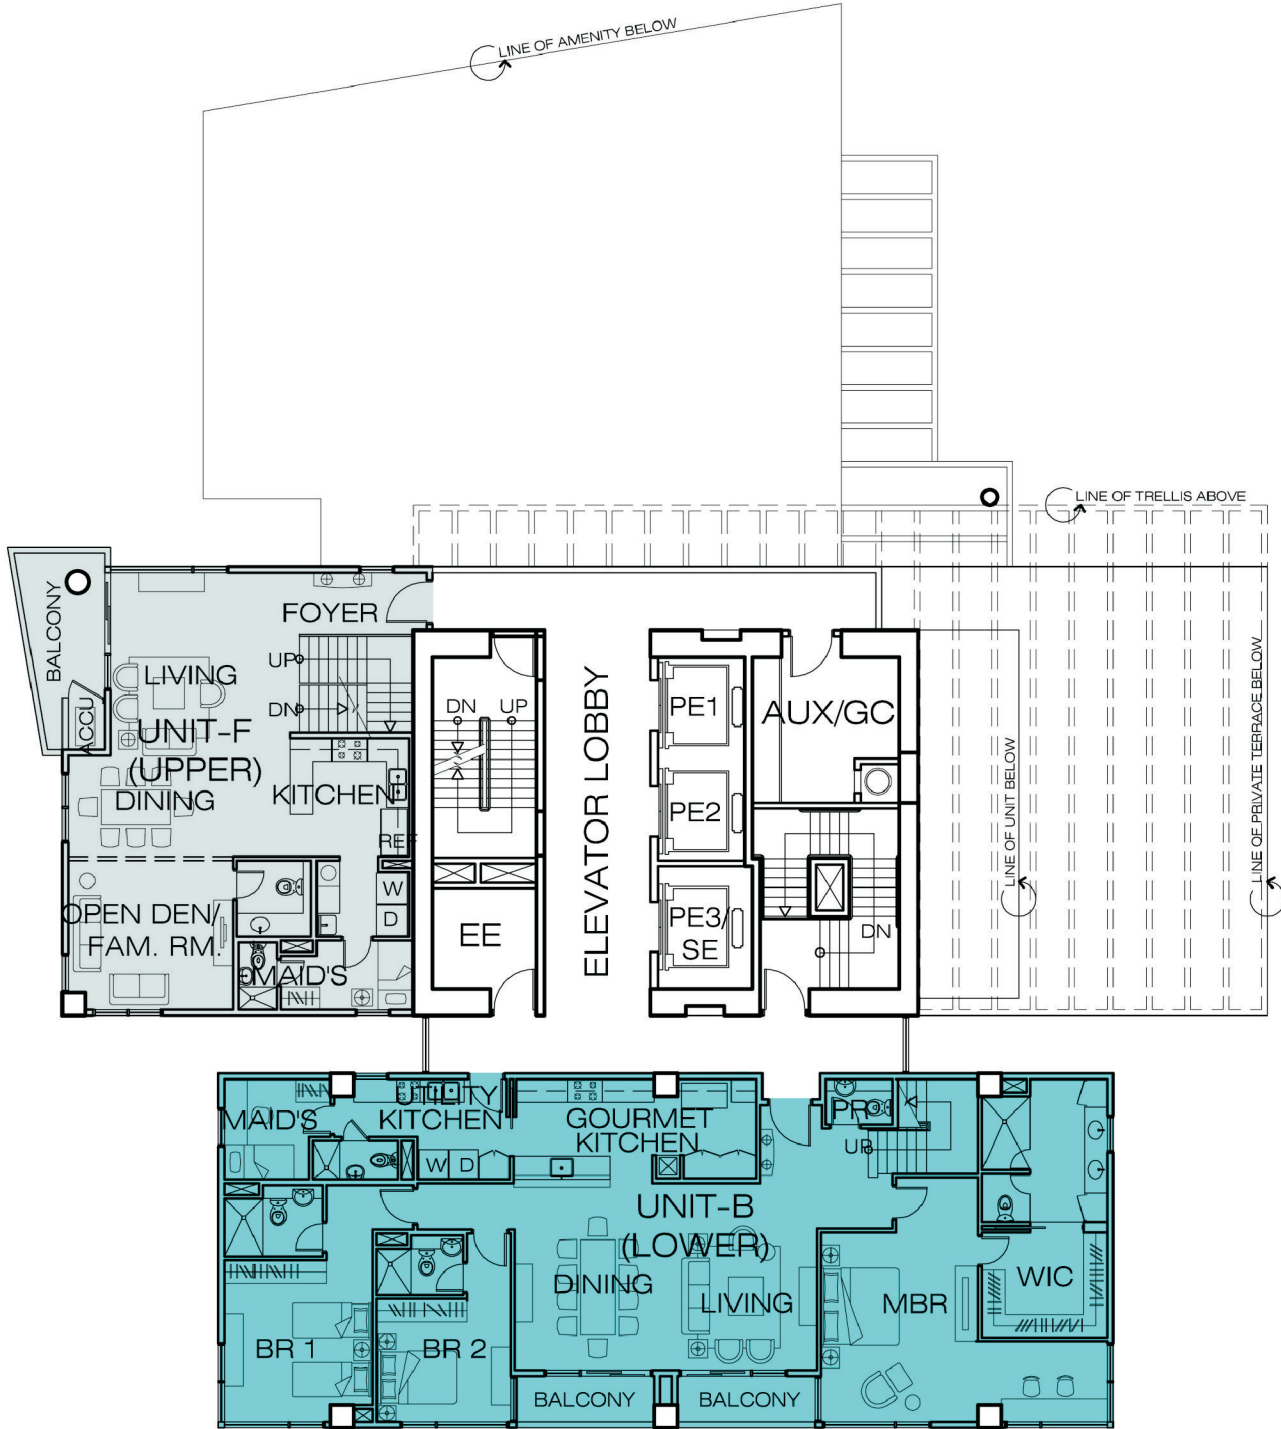 LINE OF AMENITY BELOW
LINE OF TRELLIS ABOVE
BALCONY
FOYER
UP
LIVING
DN
ACCU
UNIT-F
(UPPER)
DINING
KITCHEN
REF
W
D
OPEN DEN/
FAM. RM.
MAID'S
DN
UP
EE
ELEVATOR LOBBY
PE1
PE2
PE3/
SE
AUX/GC
DN
LINE OF UNIT BELOW
LINE OF PRIVATE TERRACE BELOW
MAID'S
UTILITY
KITCHEN
GOURMET
KITCHEN
W
D
PR
UP
UNIT-B
(LOWER)
DINING
LIVING
MBR
WIC
BR 1
BR 2
BALCONY
BALCONY